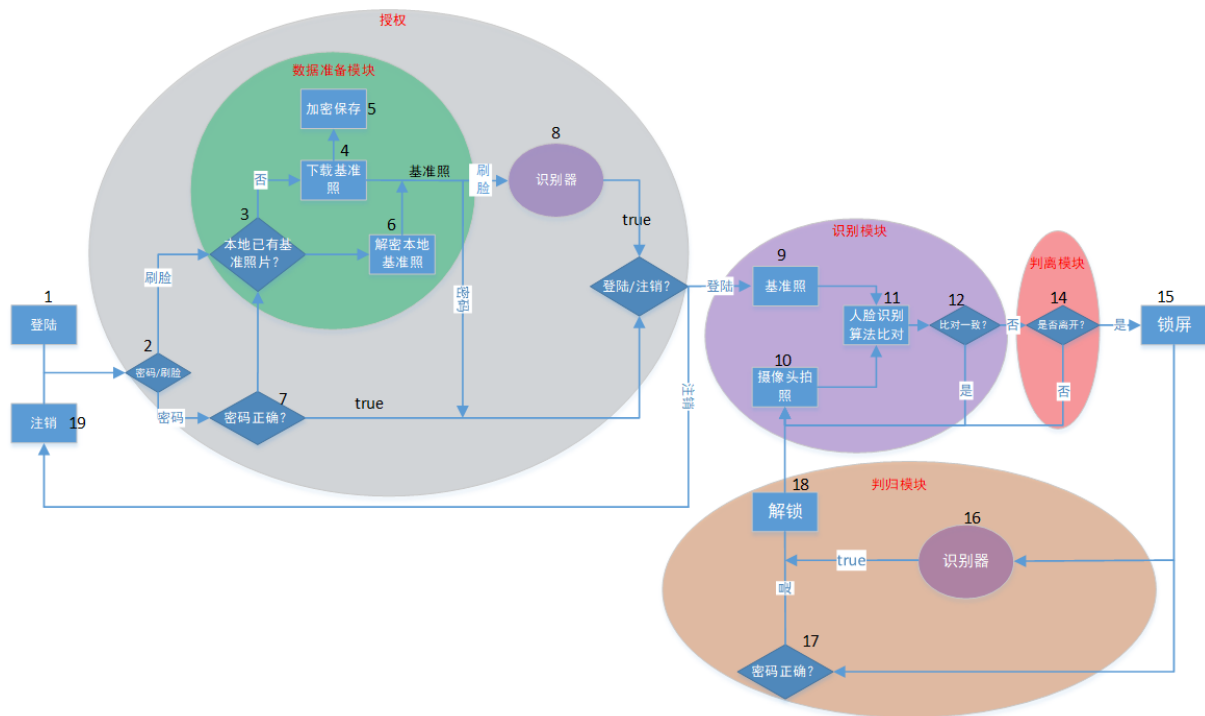 授权
数据准备模块
加密保存
5
4
下载基准
照
基准照
刷
脸
8
识别器
否
3
本地已有基
准照片？
6
解密本地
基准照
true
刷脸
密码
登陆/注销？
1
登陆
2
密码/刷脸
密码
7
密码正确？
true
注销
19
注销
登陆
识别模块
9
基准照
11
人脸识别
算法比对
12
比对一致？
否
10
摄像头拍
照
是
判离模块
14
是否离开？
是
否
15
锁屏
判归模块
18
解锁
16
识别器
true
是
17
密码正确？